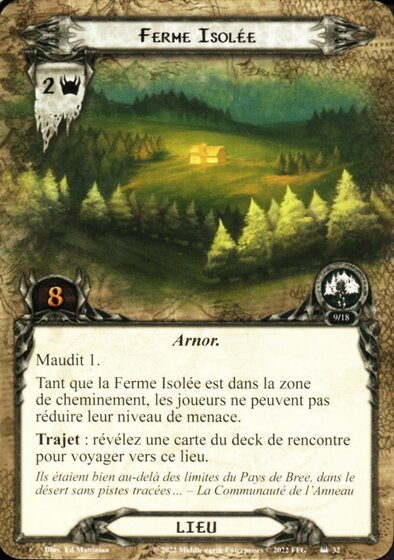 Ferme Isolée
2
8
9/18
Arnor.
Maudit 1.
Tant que la Ferme Isolée est dans la zone
de cheminement, les joueurs ne peuvent pas
réduire leur niveau de menace.
Trajet : révélez une carte du deck de rencontre
pour voyager vers ce lieu.
Ils étaient bien au-delà des limites du Pays de Bree, dans le
désert sans pistes tracées… – La Communauté de l'Anneau
LIEU
Illus. Ed Mattinian © 2022 Middle-earth Enterprises © 2022 FFG 32